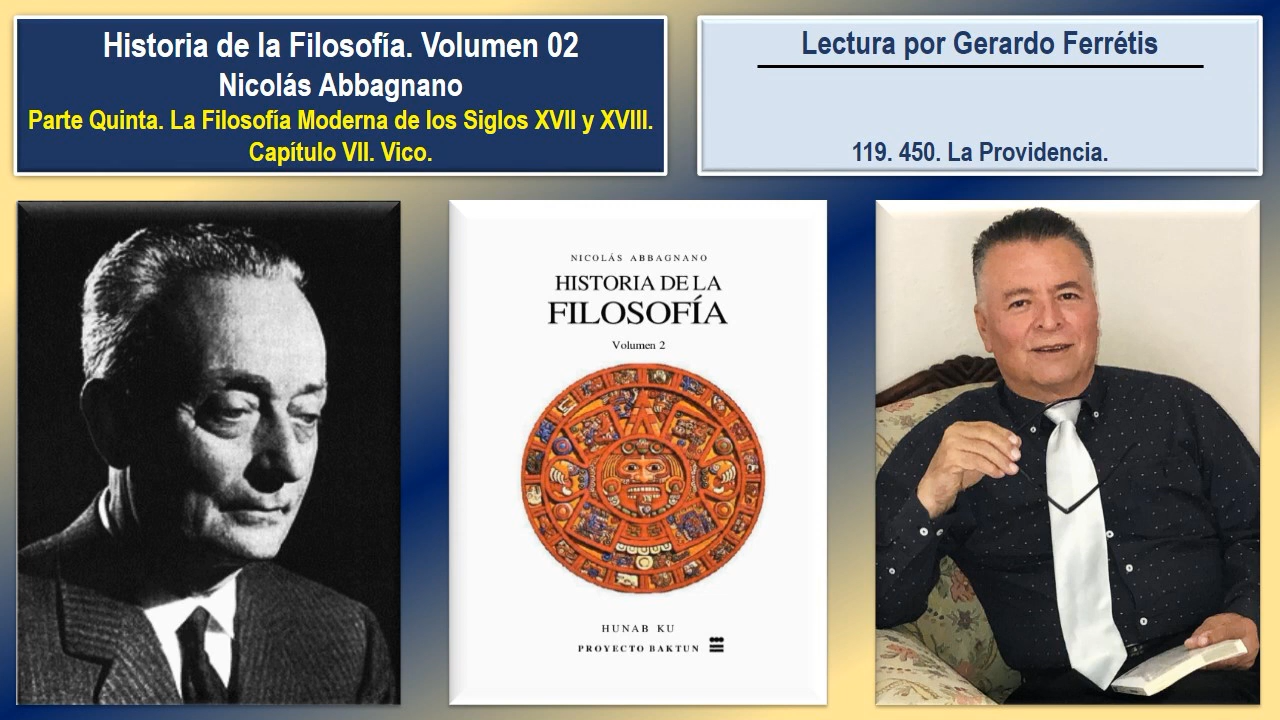 Historia de la Filosofía. Volumen 02
Nicolás Abbagnano
Parte Quinta. La Filosofía Moderna de los Siglos XVII y XVIII.
Capítulo VII. Vico.
Lectura por Gerardo Ferrétis
119. 450. La Providencia.
NICOLÁS ABBAGNANO
HISTORIA DE LA
FILOSOFÍA
Volumen 2
HUNAB KU
PROYECTO BAKTUN